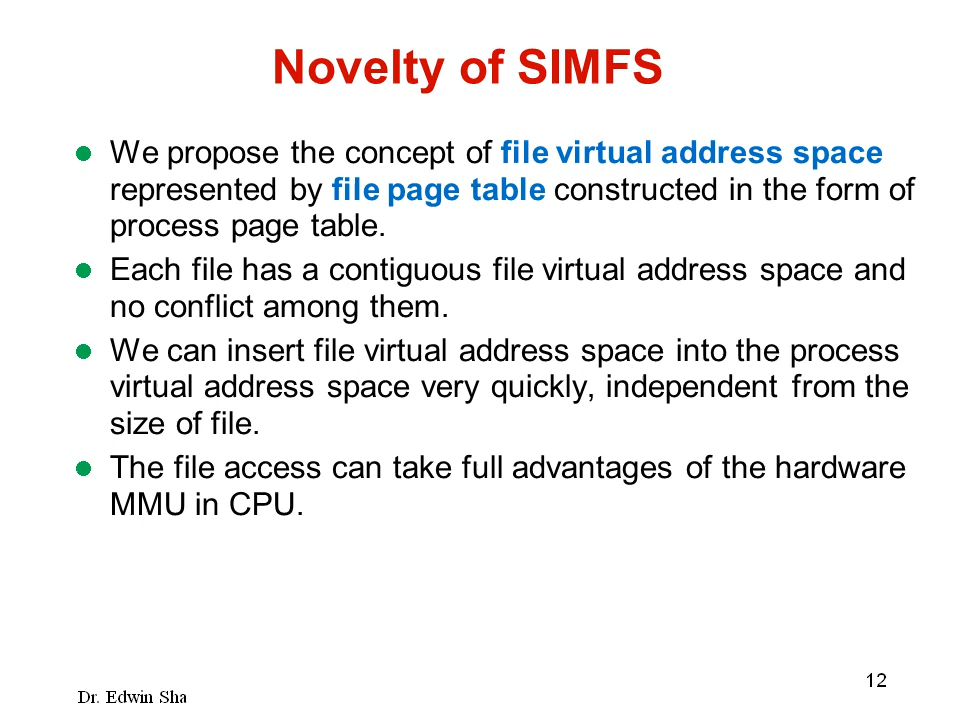 Novelty of SIMFS
We propose the concept of file virtual address space
represented by file page table constructed in the form of
process page table.
Each file has a contiguous file virtual address space and
no conflict among them.
We can insert file virtual address space into the process
virtual address space very quickly, independent from the
size of file.
The file access can take full advantages of the hardware
MMU in CPU.
12
Dr. Edwin Sha